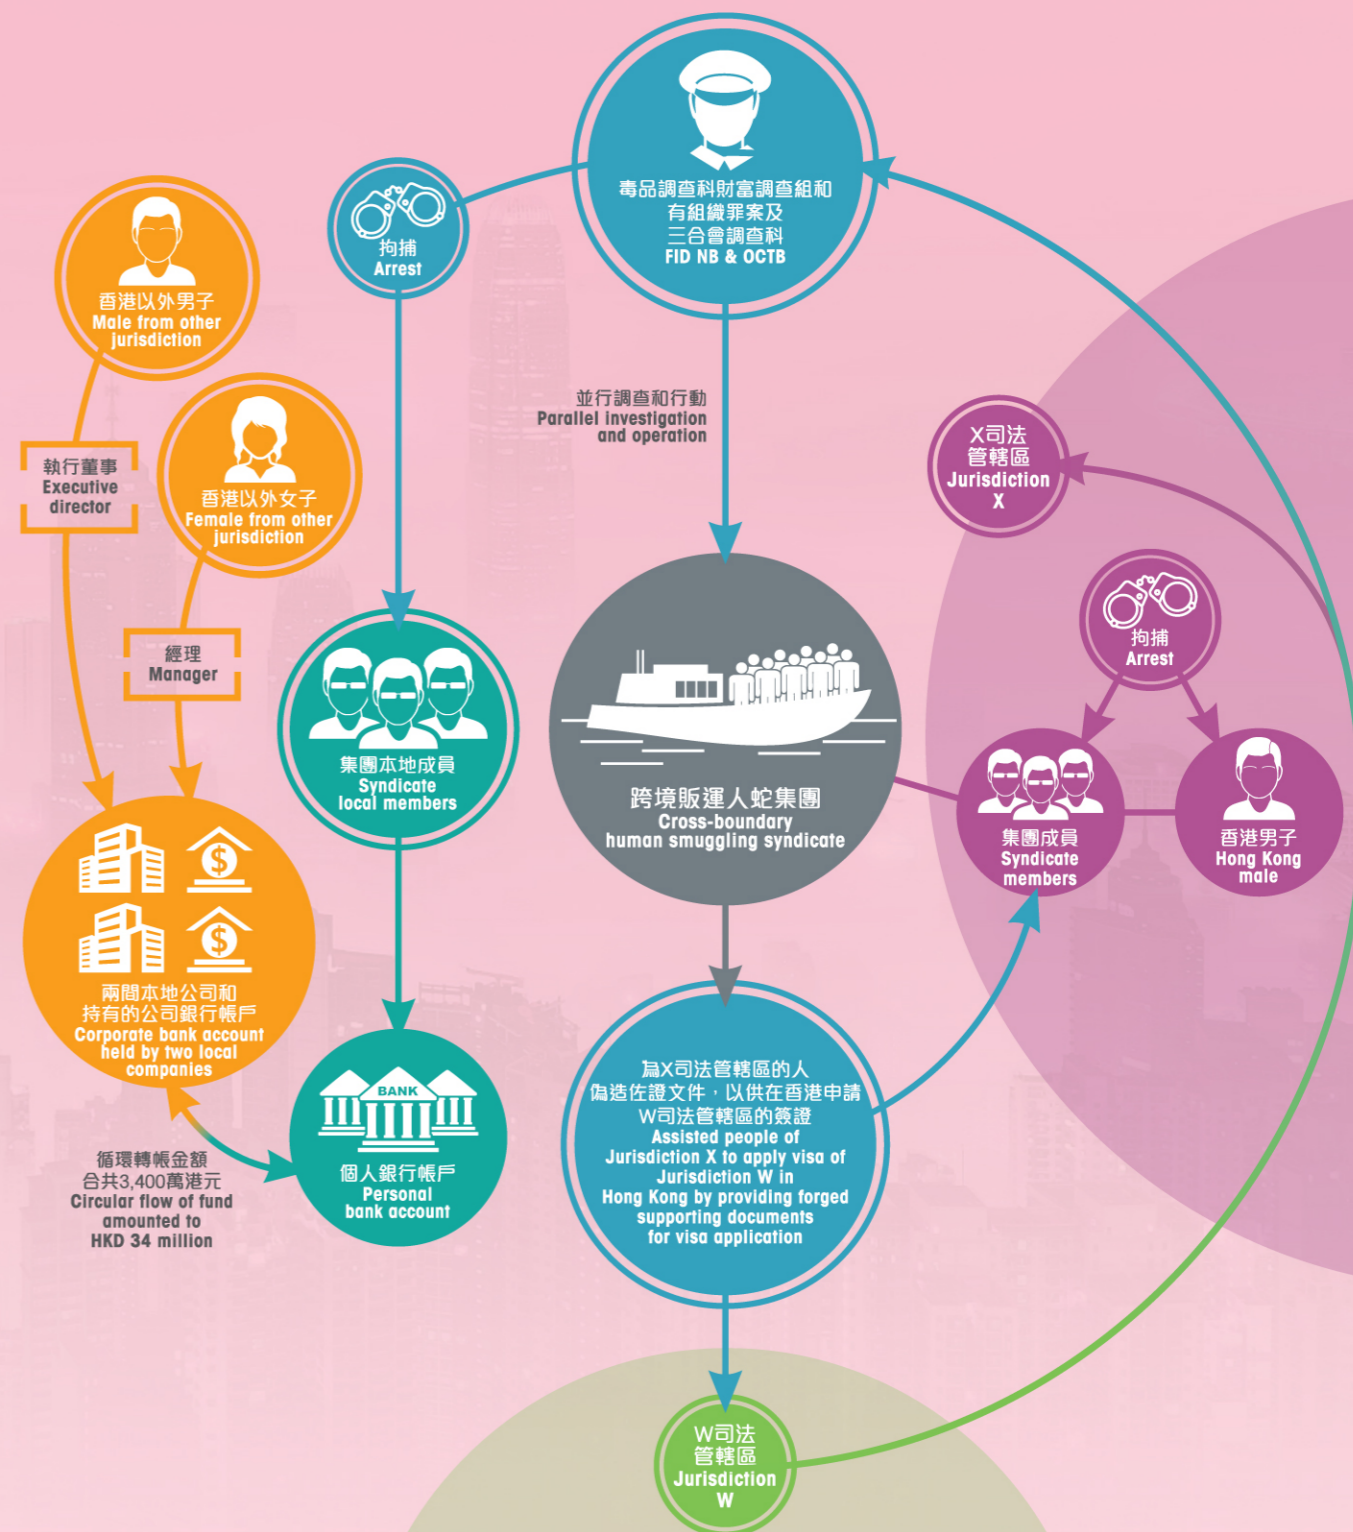 毒品調查科財富調查組和
有組織罪案及
三合會調查科
FID NB & OCTB
拘捕
Arrest
香港以外男子
Male from other
jurisdiction
並行調查和行動
Parallel investigation
and operation
X司法
管轄區
Jurisdiction
X
執行董事
Executive
director
香港以外女子
Female from other
jurisdiction
拘捕
Arrest
經理
Manager
集團本地成員
Syndicate
local members
跨境販運人蛇集團
Cross-boundary
human smuggling syndicate
集團成員
Syndicate
members
香港男子
Hong Kong
male
兩間本地公司和
持有的公司銀行帳戶
Corporate bank account
held by two local
companies
BANK
個人銀行帳戶
Personal
bank account
循環轉帳金額
合共3,400萬港元
Circular flow of fund
amounted to
HKD 34 million
為X司法管轄區的人
偽造佐證文件，以供在香港申請
W司法管轄區的簽證
Assisted people of
Jurisdiction X to apply visa of
Jurisdiction W in
Hong Kong by providing forged
supporting documents
for visa application
W司法
管轄區
Jurisdiction
W